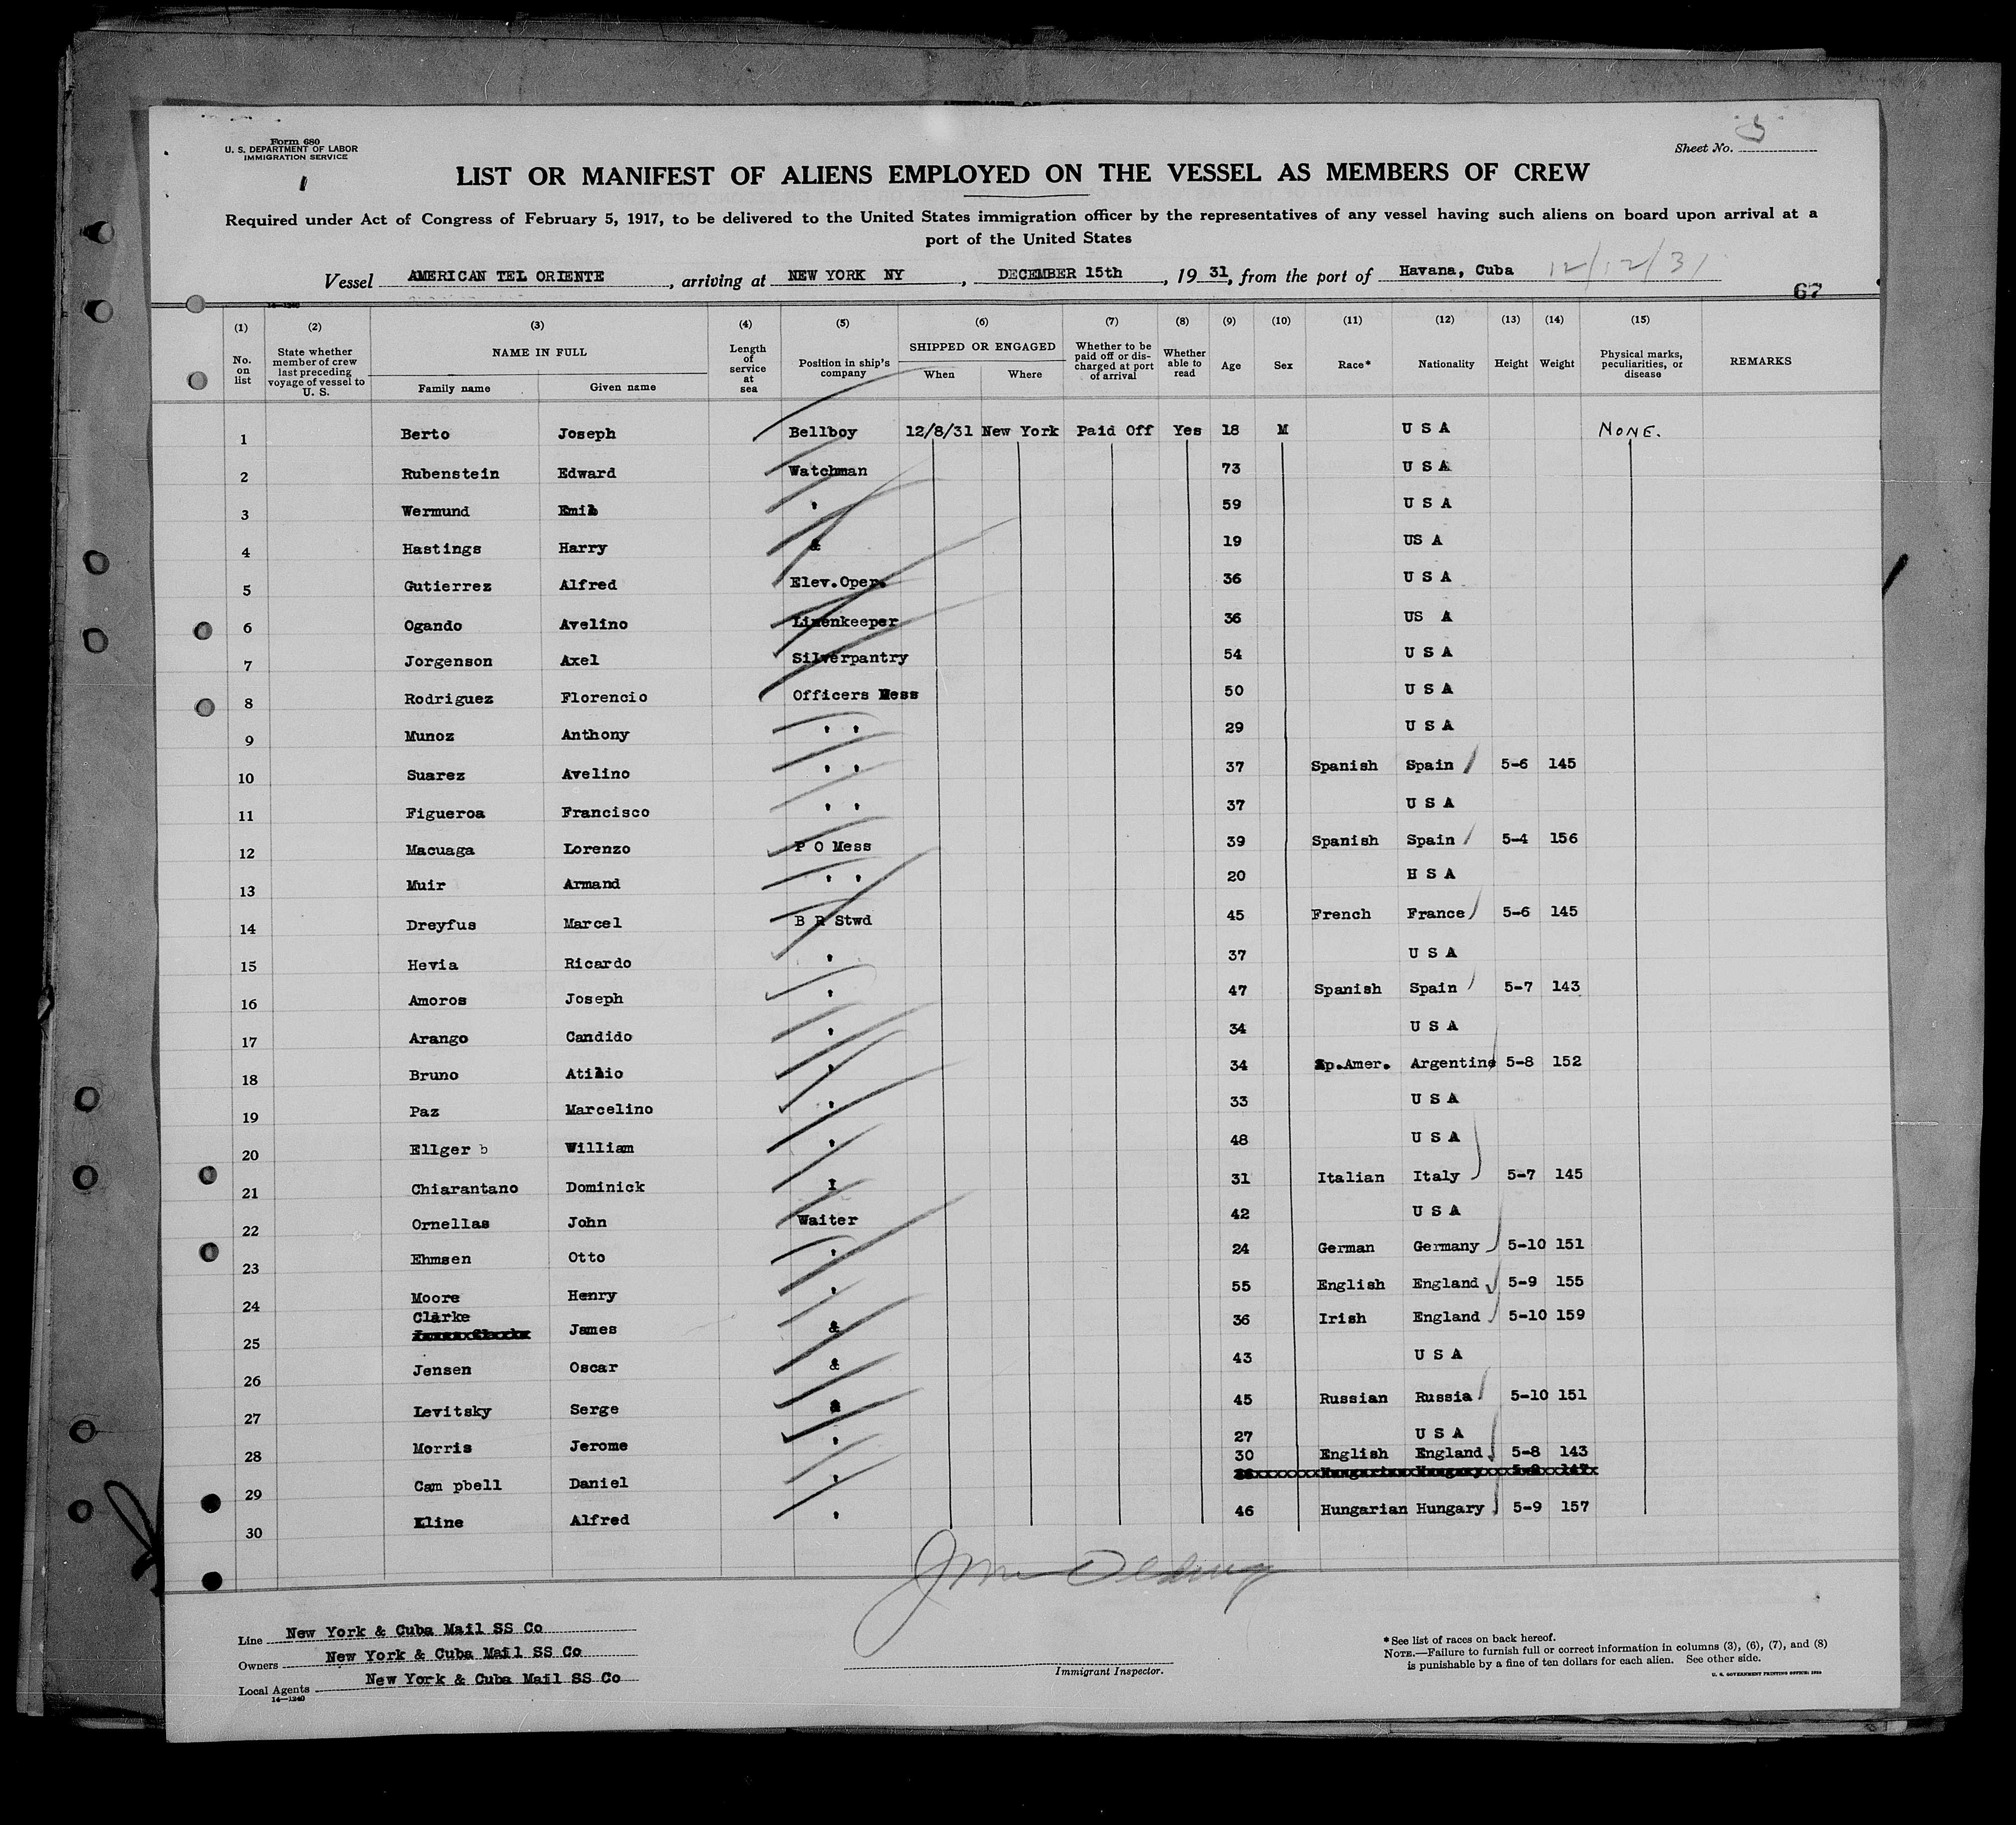 Form 680
U. S. DEPARTMENT OF LABOR
IMMIGRATION SERVICE
Sheet No. 3
LIST OR MANIFEST OF ALIENS EMPLOYED ON THE VESSEL AS MEMBERS OF CREW
Required under Act of Congress of February 5, 1917, to be delivered to the United States immigration officer by the representatives of any vessel having such aliens on board upon arrival at a
port of the United States
Vessel AMERICAN TEL ORIENTE, arriving at NEW YORK NY, DECEMBER 15th, 1931, from the port of Havana, Cuba 12/12/31
67
14—1240
(1) (2) (3) (4) (5) (6) (7) (8) (9) (10) (11) (12) (13) (14) (15)
No. on list State whether member of crew last preceding voyage of vessel to U. S. NAME IN FULL Family name Given name Length of service at sea Position in ship's company SHIPPED OR ENGAGED When Where Whether to be paid off or discharged at port of arrival Whether able to read Age Sex Race* Nationality Height Weight Physical marks, peculiarities, or disease REMARKS
1 Berto Joseph Bellboy 12/8/31 New York Paid Off Yes 18 M U S A NONE.
2 Rubenstein Edward Watchman 73 U S A
3 Wermund Emil ' 59 U S A
4 Hastings Harry & 19 US A
5 Gutierrez Alfred Elev.Oper. 36 U S A
6 Ogando Avelino Linenkeeper 36 US A
7 Jorgenson Axel Silverpantry 54 U S A
8 Rodriguez Florencio Officers Mess 50 U S A
9 Munoz Anthony ' ' 29 U S A
10 Suarez Avelino ' ' 37 Spanish Spain 5-6 145
11 Figueroa Francisco ' ' 37 U S A
12 Macuaga Lorenzo P O Mess 39 Spanish Spain 5-4 156
13 Muir Armand ' ' 20 H S A
14 Dreyfus Marcel B R Stwd 45 French France 5-6 145
15 Hevia Ricardo ' 37 U S A
16 Amoros Joseph ' 47 Spanish Spain 5-7 143
17 Arango Candido ' 34 U S A
18 Bruno Atilio ' 34 Sp.Amer. Argentine 5-8 152
19 Paz Marcelino ' 33 U S A
20 Ellger b William ' 48 U S A
21 Chiarantano Dominick I 31 Italian Italy 5-7 145
22 Ornellas John Waiter 42 U S A
23 Ehmsen Otto ' 24 German Germany 5-10 151
24 Moore Henry ' 55 English England 5-9 155
25 Clarke James & 36 Irish England 5-10 159
26 Jensen Oscar & 43 U S A
27 Levitsky Serge & 45 Russian Russia 5-10 151
28 Morris Jerome ' 27 U S A
29 Cam pbell Daniel ' 30 English England 5-8 143
30 Kline Alfred ' 46 Hungarian Hungary 5-9 157
Line New York & Cuba Mail SS Co
Owners New York & Cuba Mail SS Co
Local Agents New York & Cuba Mail SS Co
14—1240
Immigrant Inspector.
*See list of races on back hereof.
NOTE.—Failure to furnish full or correct information in columns (3), (6), (7), and (8)
is punishable by a fine of ten dollars for each alien. See other side.
U. S. GOVERNMENT PRINTING OFFICE: 1930